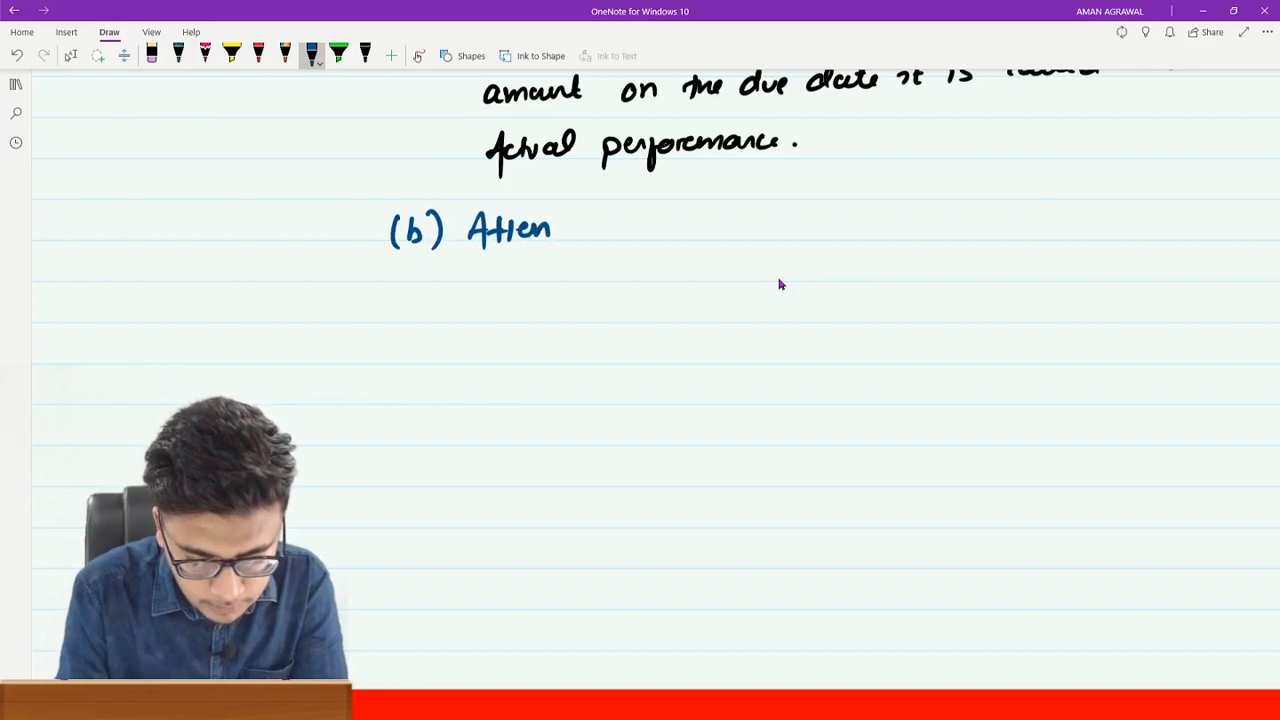 OneNote for Windows 10
AMAN AGRAWAL
Home
Insert
Draw
View
Help
Shapes
Ink to Shape
Ink to Text
Share
amount on the due date it is
Actual performance.
(b) Atten